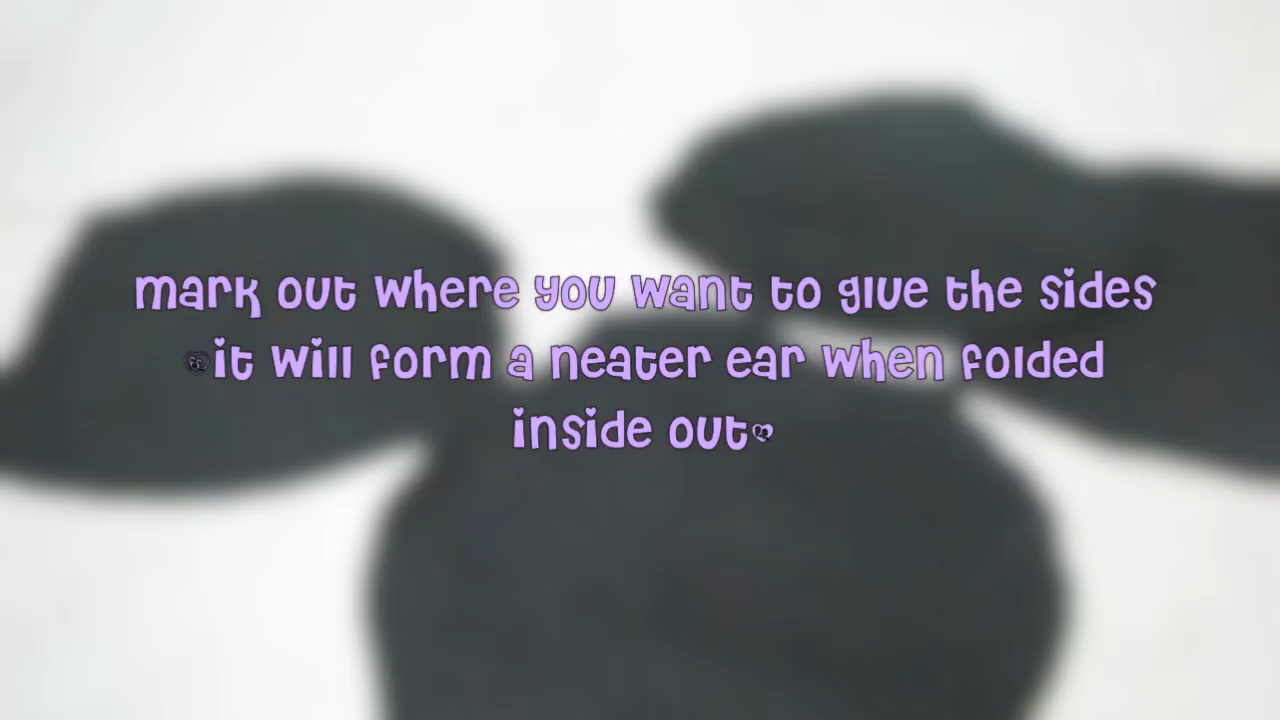 mark out where you want to glue the sides
it will form a neater ear when folded
inside out